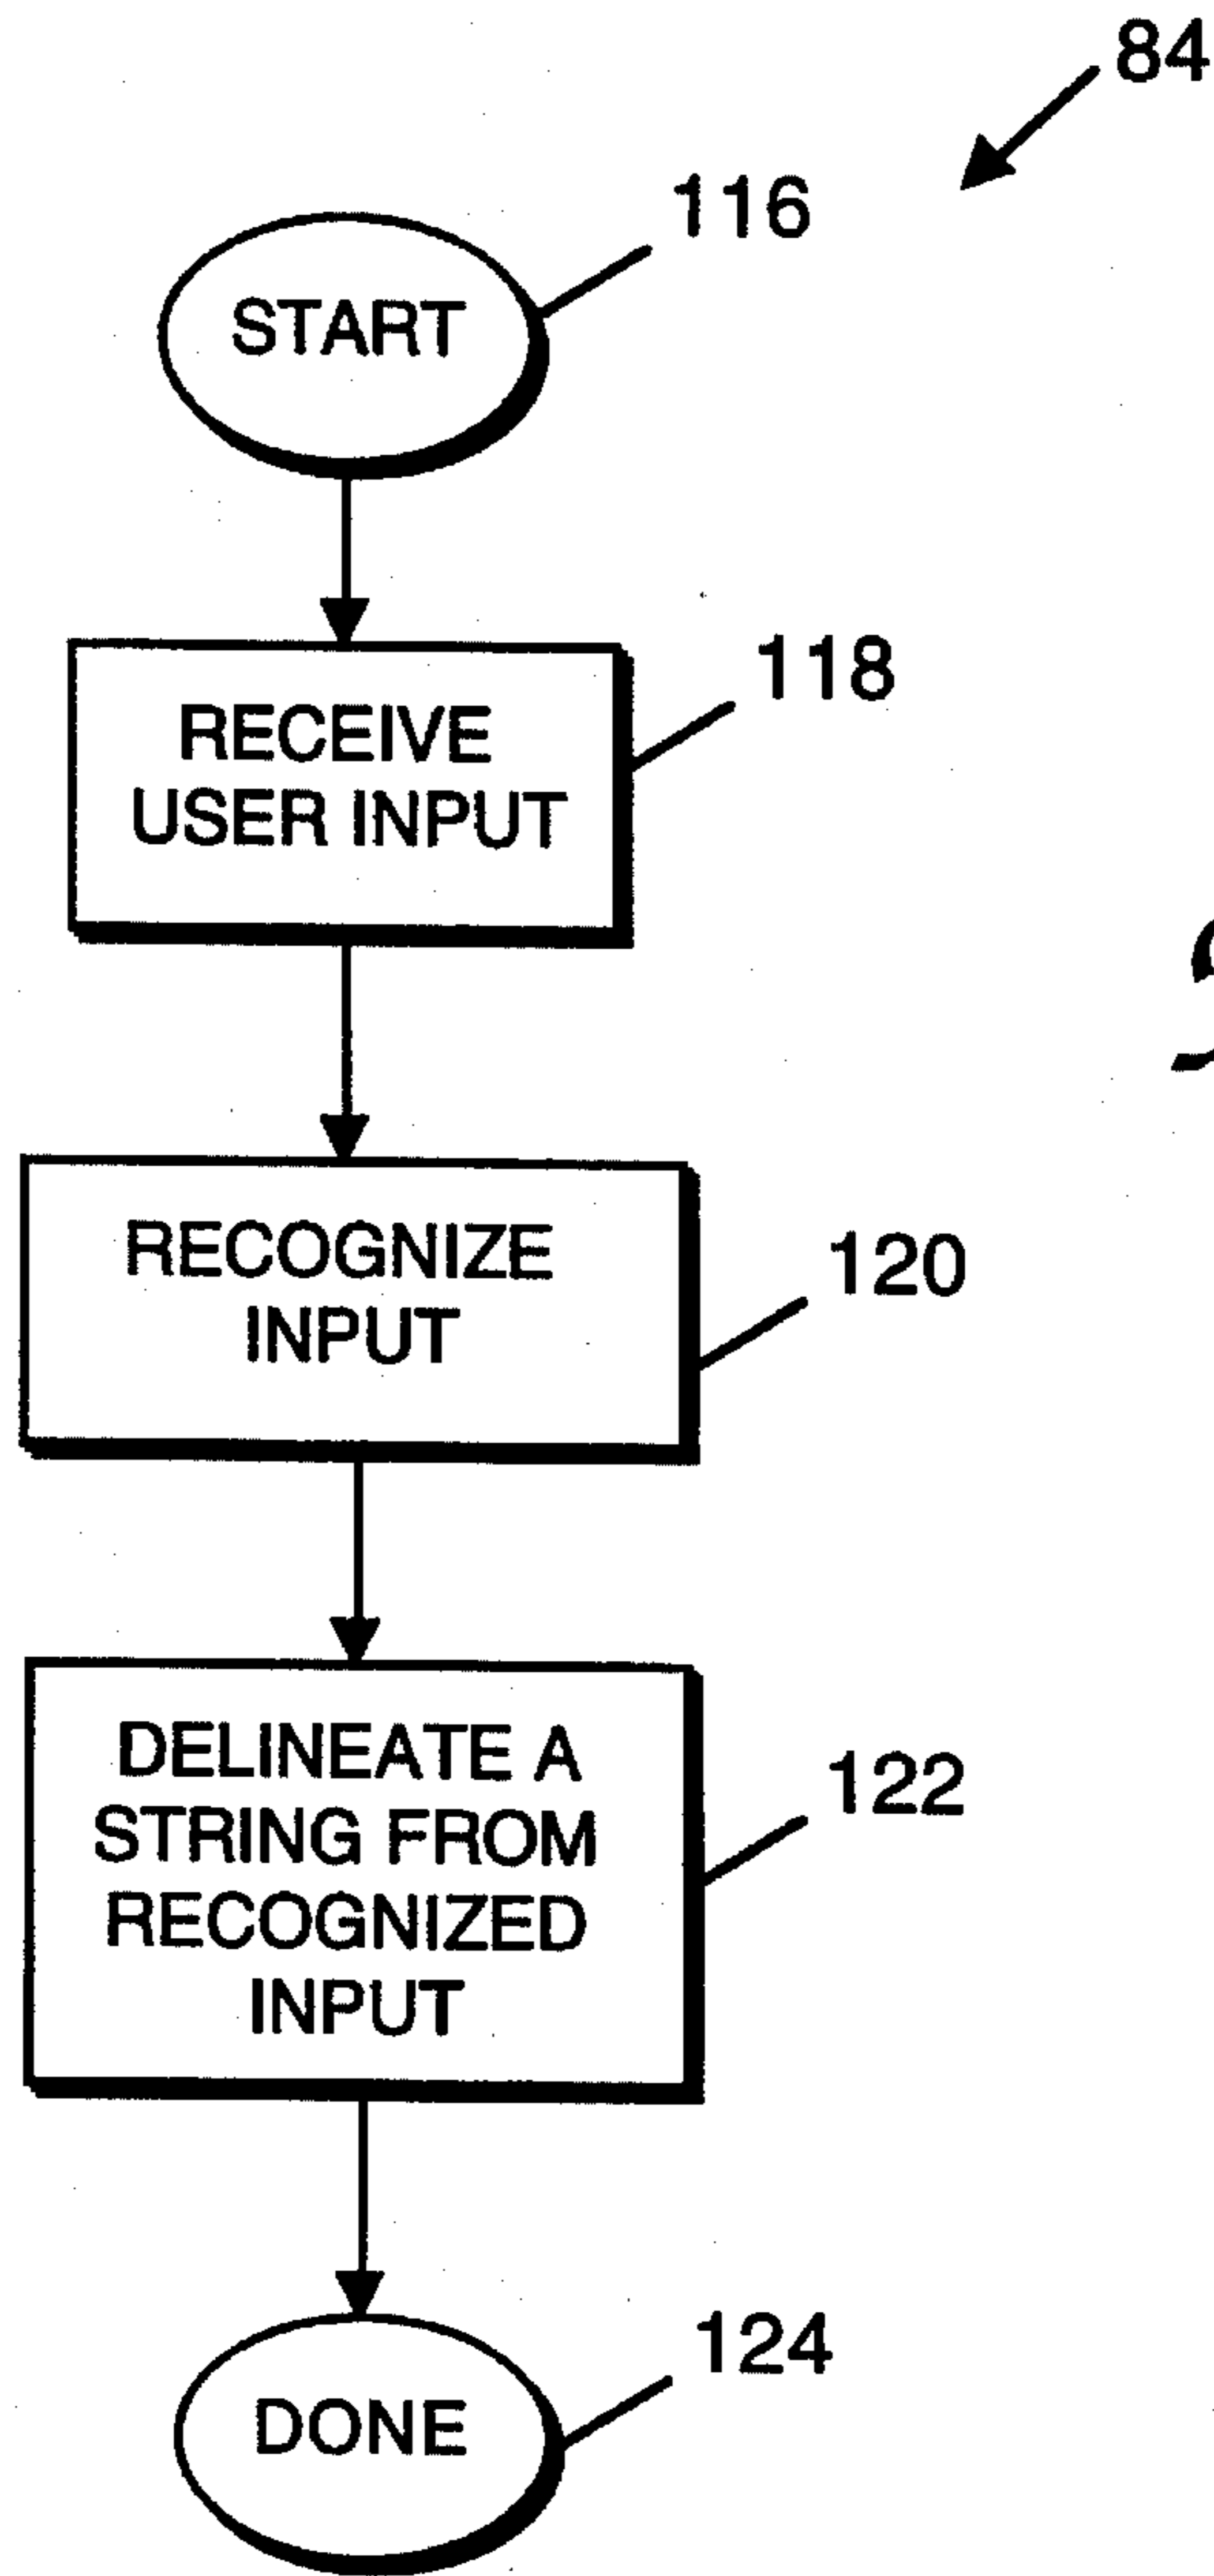 84
116
START
118
RECEIVE
USER INPUT
120
RECOGNIZE
INPUT
122
DELINEATE A
STRING FROM
RECOGNIZED
INPUT
124
DONE